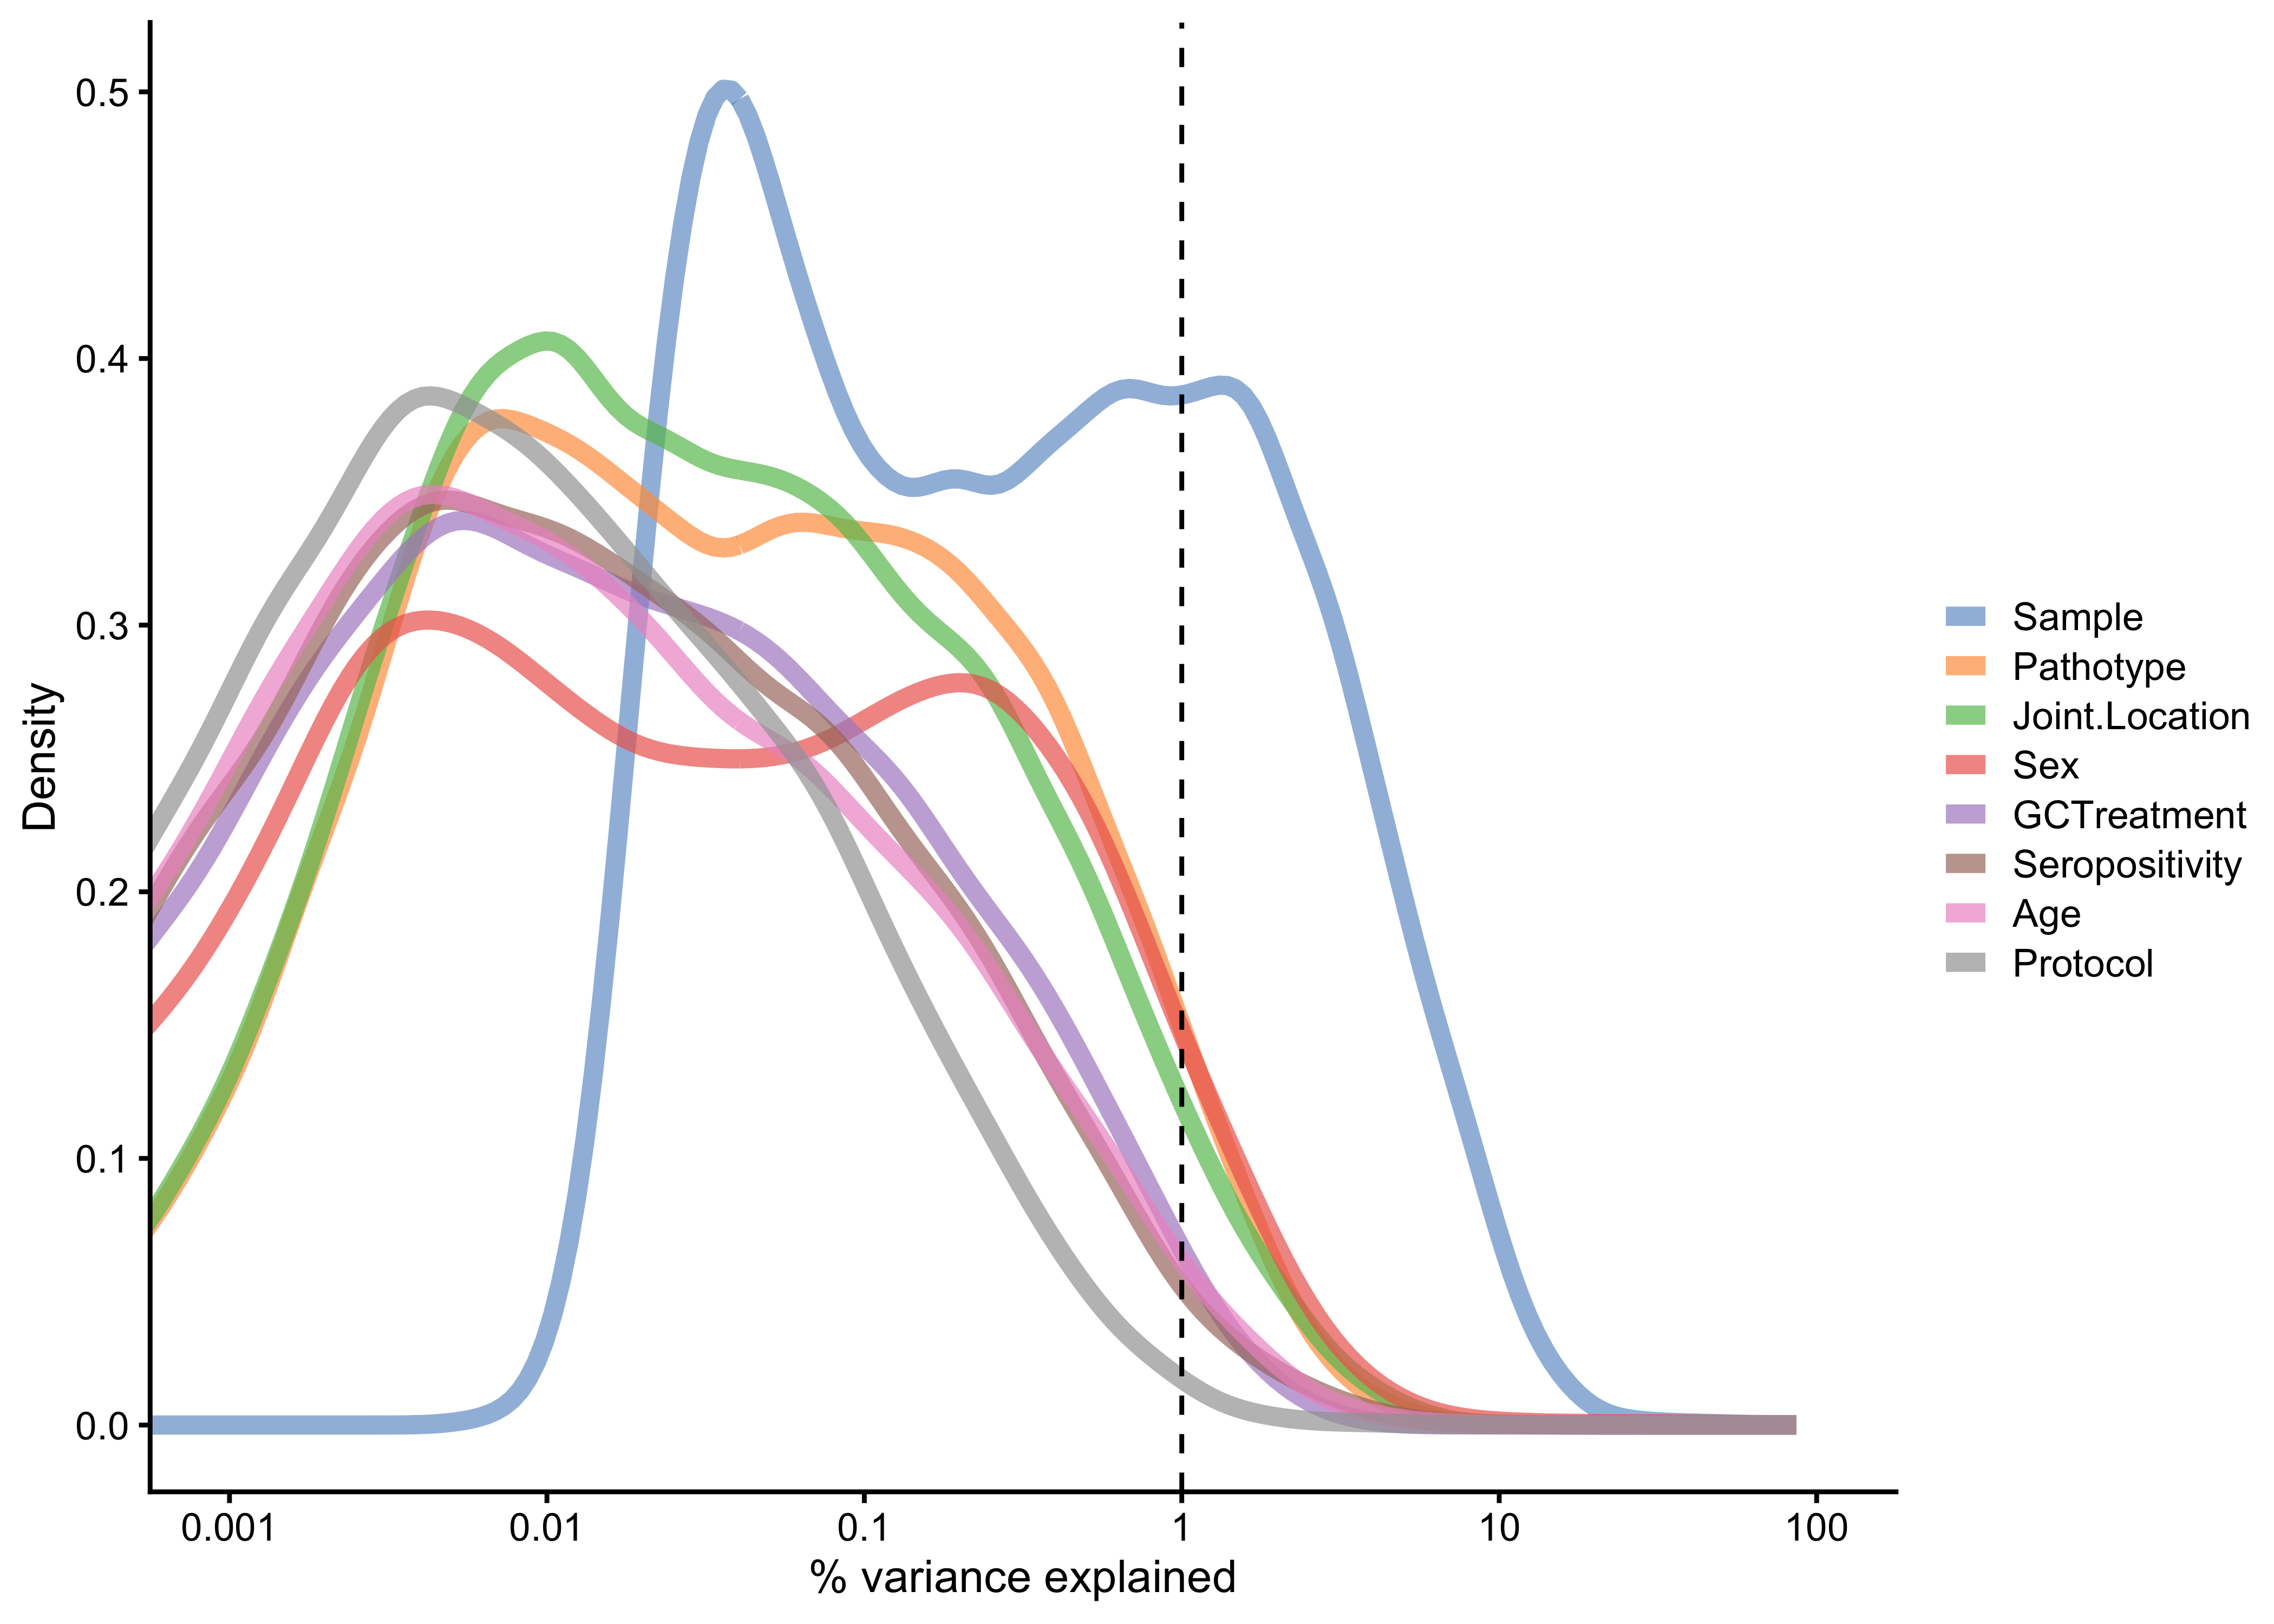 Density
0.5
0.4
0.3
0.2
0.1
0.0
0.001
0.01
0.1
1
10
100
% variance explained
Sample
Pathotype
Joint.Location
Sex
GCTreatment
Seropositivity
Age
Protocol